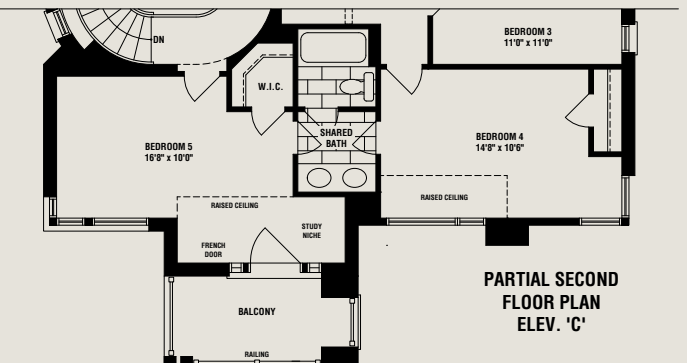 DN
BEDROOM 3
11'0" x 11'0"
W.I.C.
SHARED
BATH
BEDROOM 5
16'8" x 10'0"
BEDROOM 4
14'8" x 10'6"
RAISED CEILING
RAISED CEILING
STUDY
NICHE
FRENCH
DOOR
BALCONY
RAILING
PARTIAL SECOND
FLOOR PLAN
ELEV. 'C'